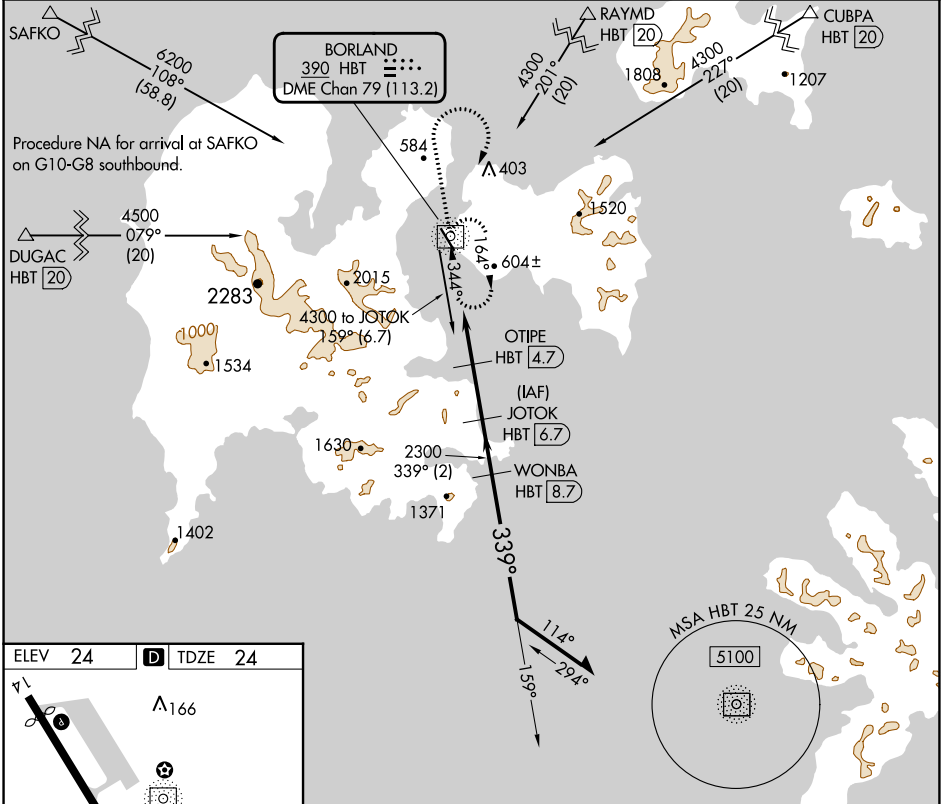 SAFKO
6200
108°
(58.8)
BORLAND
390 HBT
DME Chan 79 (113.2)
RAYMD
HBT 20
4300
201°
(20)
CUBPA
HBT 20
4300
227°
(20)
1808
1207
Procedure NA for arrival at SAFKO
on G10-G8 southbound.
584
403
1520
4500
079°
(20)
DUGAC
HBT 20
164°
344°
604±
2283
2015
4300 to JOTOK
159° (6.7)
1000
1534
OTIPE
HBT 4.7
(IAF)
JOTOK
HBT 6.7
1630
2300
339° (2)
WONBA
HBT 8.7
1371
1402
339°
114°
294°
159°
MSA HBT 25 NM
5100
ELEV 24 D TDZE 24
14
166